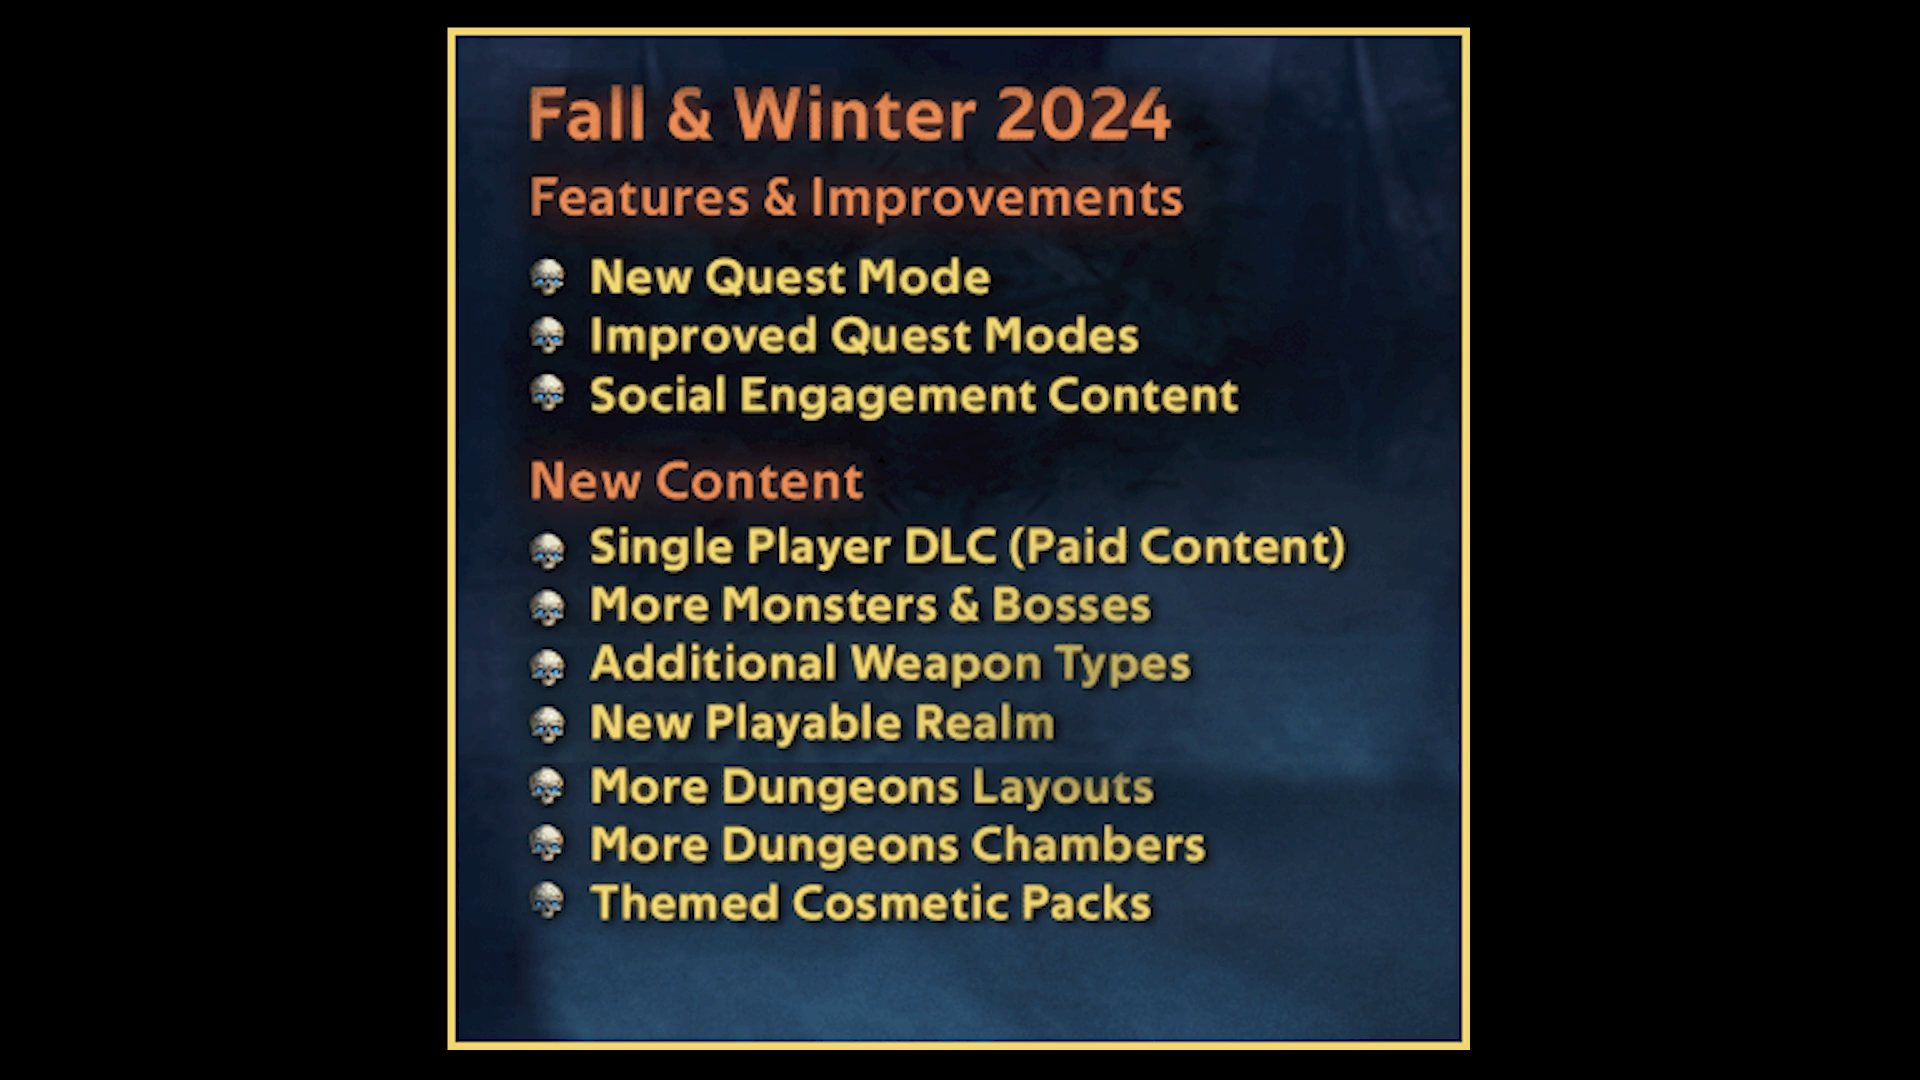 Fall & Winter 2024
Features & Improvements
New Quest Mode
Improved Quest Modes
Social Engagement Content
New Content
Single Player DLC (Paid Content)
More Monsters & Bosses
Additional Weapon Types
New Playable Realm
More Dungeons Layouts
More Dungeons Chambers
Themed Cosmetic Packs